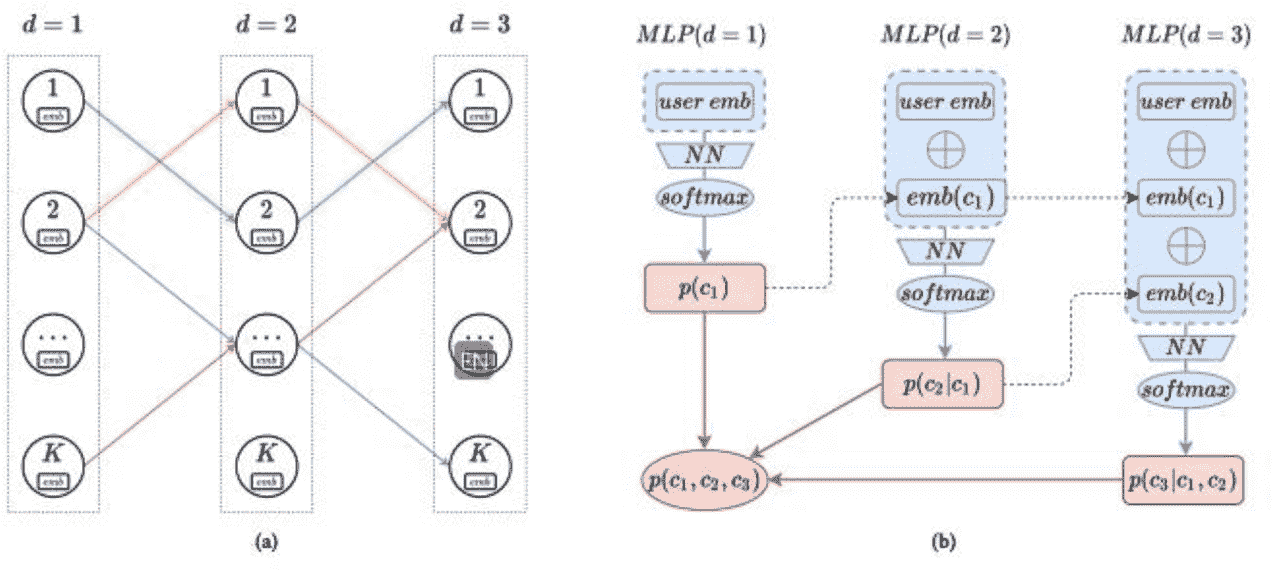 d = 1
d = 2
d = 3
1
emb
1
emb
1
emb
2
emb
2
emb
2
emb
...
emb
...
emb
...
K
emb
K
emb
K
emb
(a)
MLP(d = 1)
MLP(d = 2)
MLP(d = 3)
user emb
user emb
user emb
NN
softmax
emb(c₁)
emb(c₁)
NN
p(c₁)
softmax
emb(c₂)
NN
p(c₂|c₁)
softmax
p(c₁, c₂, c₃)
p(c₃|c₁, c₂)
(b)